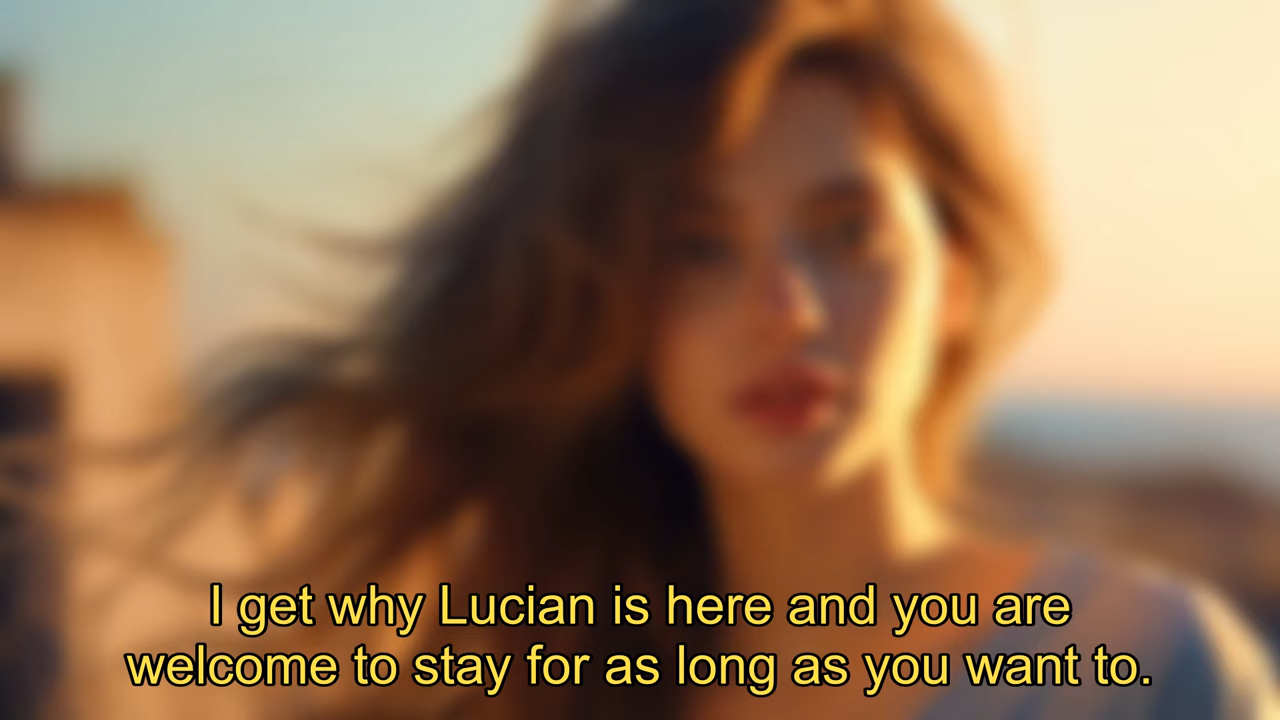 I get why Lucian is here and you are
welcome to stay for as long as you want to.